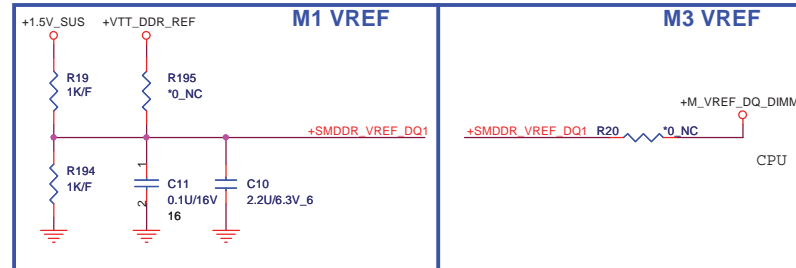 M1 VREF
+1.5V_SUS
+VTT_DDR_REF
R19
1K/F
R195
*0_NC
+SMDDR_VREF_DQ1
R194
1K/F
1
2
C11
0.1U/16V
16
C10
2.2U/6.3V_6
M3 VREF
+M_VREF_DQ_DIMM
+SMDDR_VREF_DQ1
R20
*0_NC
CPU